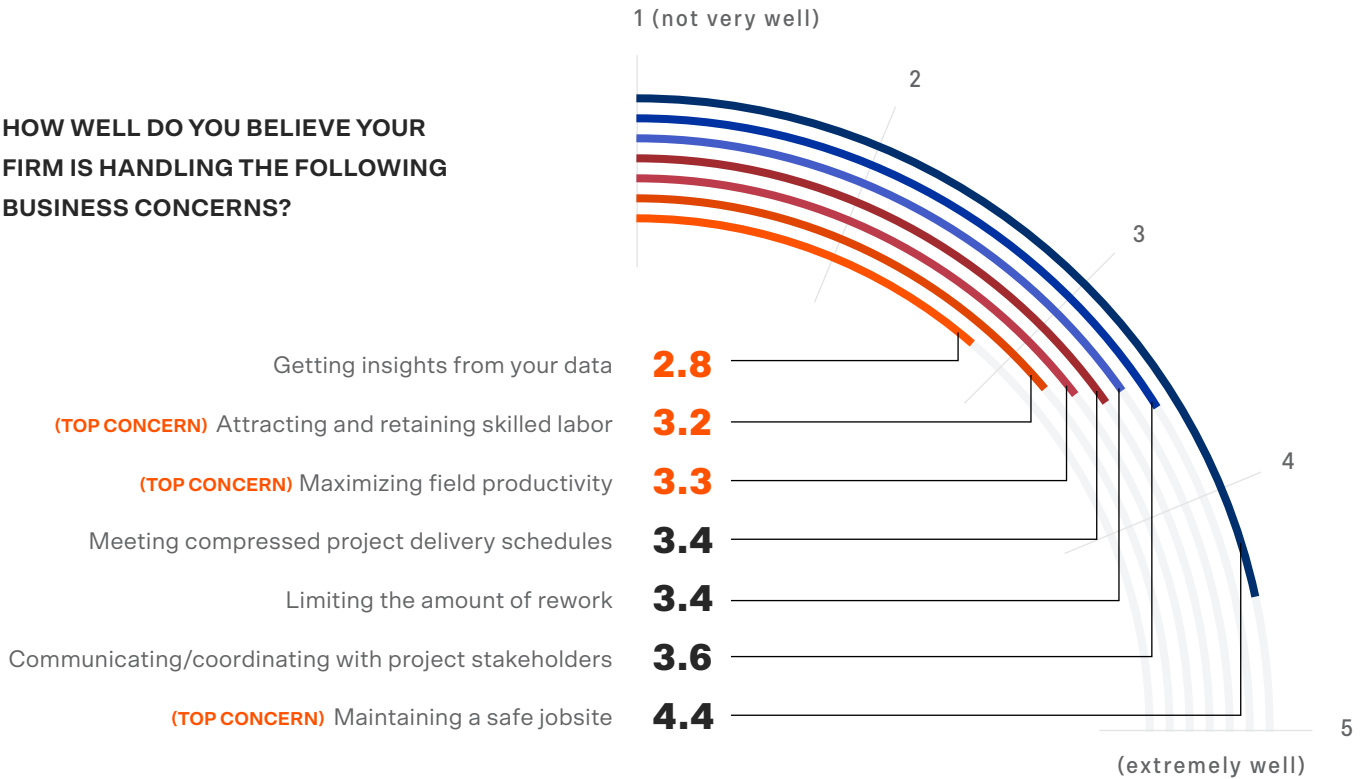 1 (not very well)
2
HOW WELL DO YOU BELIEVE YOUR
FIRM IS HANDLING THE FOLLOWING
BUSINESS CONCERNS?
3
Getting insights from your data 2.8
(TOP CONCERN) Attracting and retaining skilled labor 3.2
(TOP CONCERN) Maximizing field productivity 3.3
4
Meeting compressed project delivery schedules 3.4
Limiting the amount of rework 3.4
Communicating/coordinating with project stakeholders 3.6
(TOP CONCERN) Maintaining a safe jobsite 4.4
5
(extremely well)